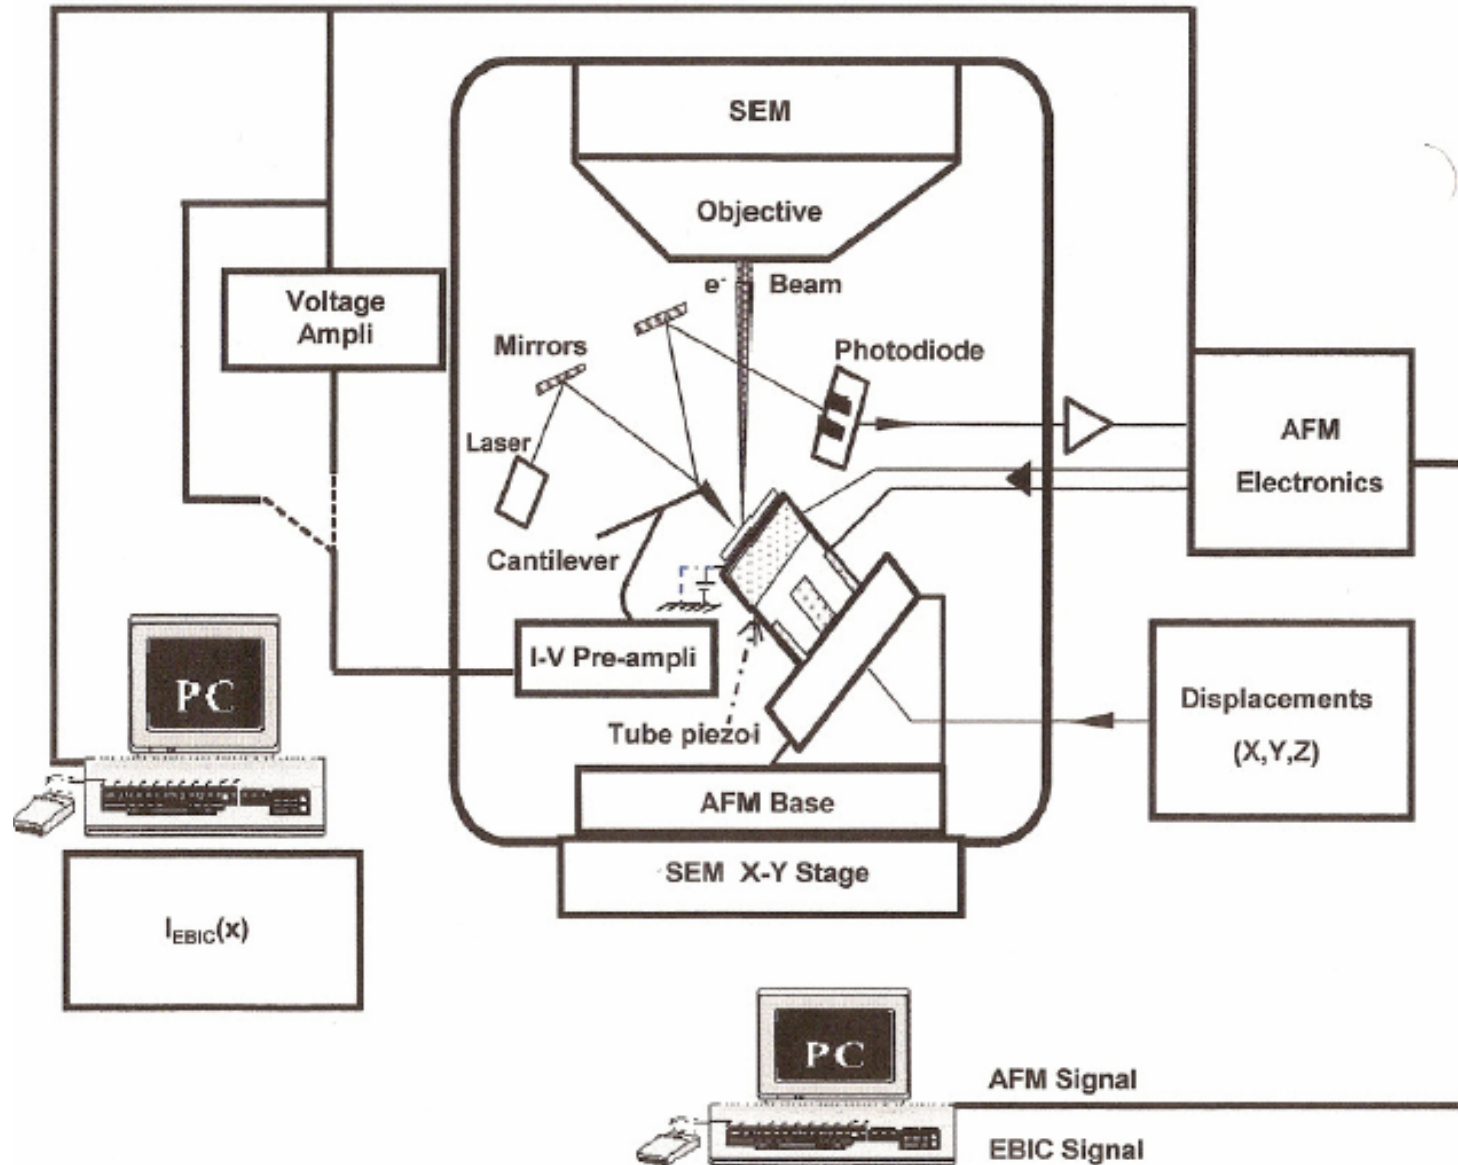 SEM
Objective
e- Beam
Voltage
Ampli
Mirrors
Photodiode
Laser
AFM
Electronics
Cantilever
I-V Pre-ampli
PC
Tube piezoi
Displacements
(X,Y,Z)
AFM Base
SEM X-Y Stage
IEBIC(x)
PC
AFM Signal
EBIC Signal